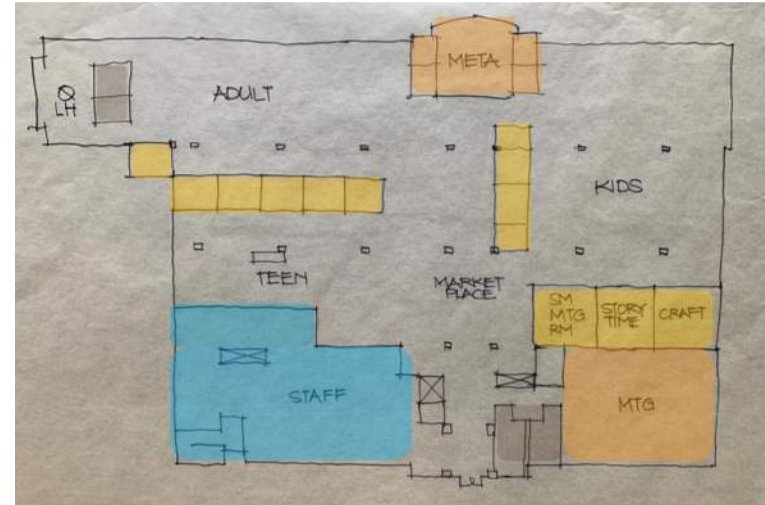 META
ADULT
LH
KIDS
TEEN
MARKET
PLACE
SM
MTG
RM
STORY
TIME
CRAFT
STAFF
MTG